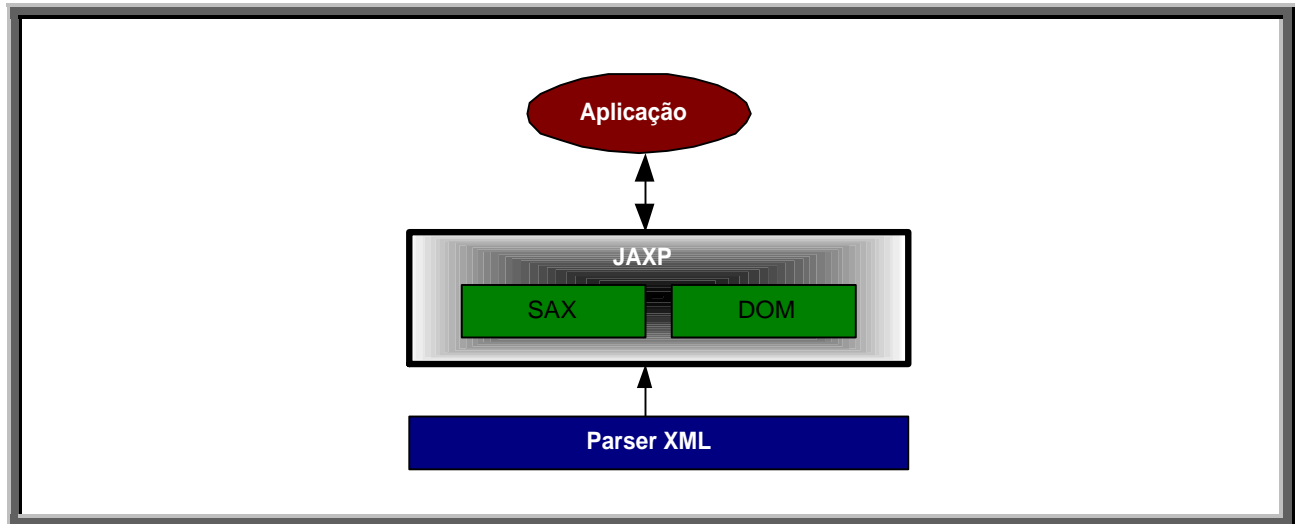 Aplicação
JAXP
SAX
DOM
Parser XML